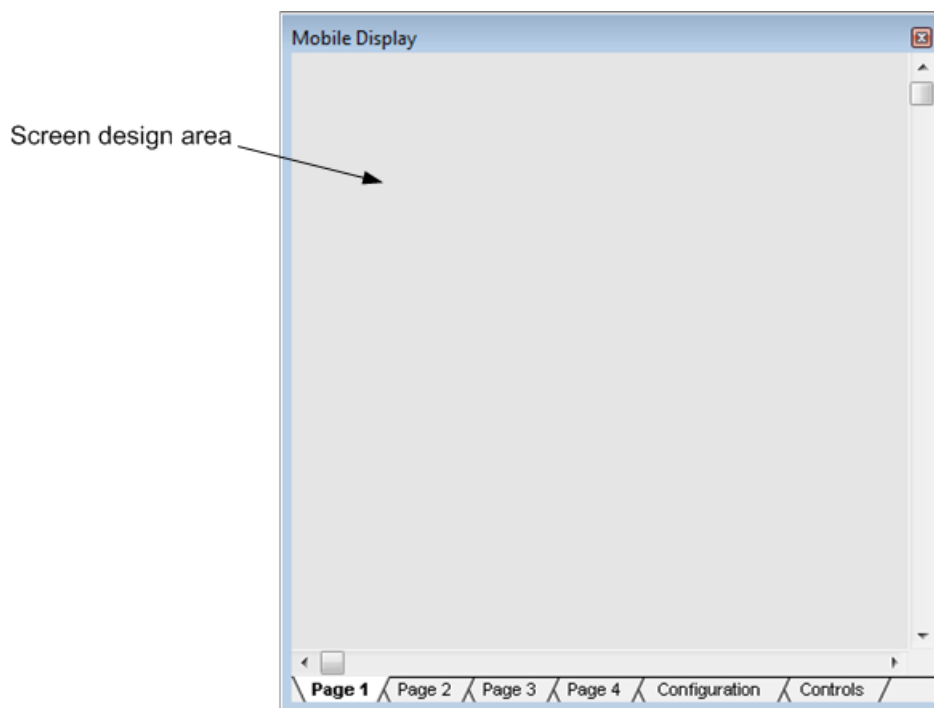 Mobile Display
Screen design area
Page 1 Page 2 Page 3 Page 4 Configuration Controls